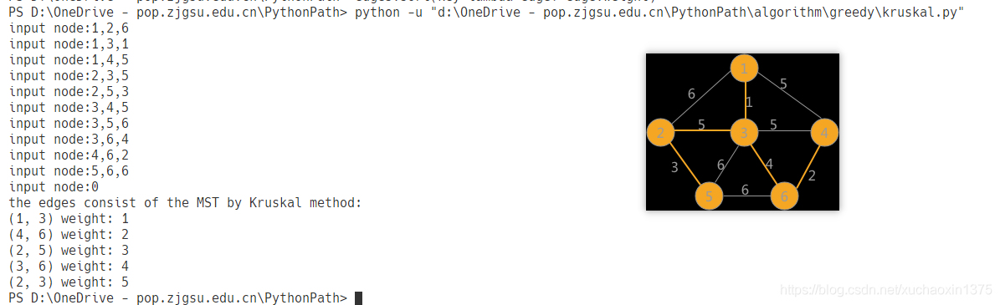 PS D:\OneDrive - pop.zjgsu.edu.cn\PythonPath> python -u "d:\OneDrive - pop.zjgsu.edu.cn\PythonPath\algorithm\greedy\kruskal.py"
input node:1,2,6
input node:1,3,1
input node:1,4,5
input node:2,3,5
input node:2,5,3
input node:3,4,5
input node:3,5,6
input node:3,6,4
input node:4,6,2
input node:5,6,6
input node:0
the edges consist of the MST by Kruskal method:
(1, 3) weight: 1
(4, 6) weight: 2
(2, 5) weight: 3
(3, 6) weight: 4
(2, 3) weight: 5
PS D:\OneDrive - pop.zjgsu.edu.cn\PythonPath>
1
6 5
1
2 5 3 5 4
3 6 4 2
5 6 6
https://blog.csdn.net/xuchaoxin1375